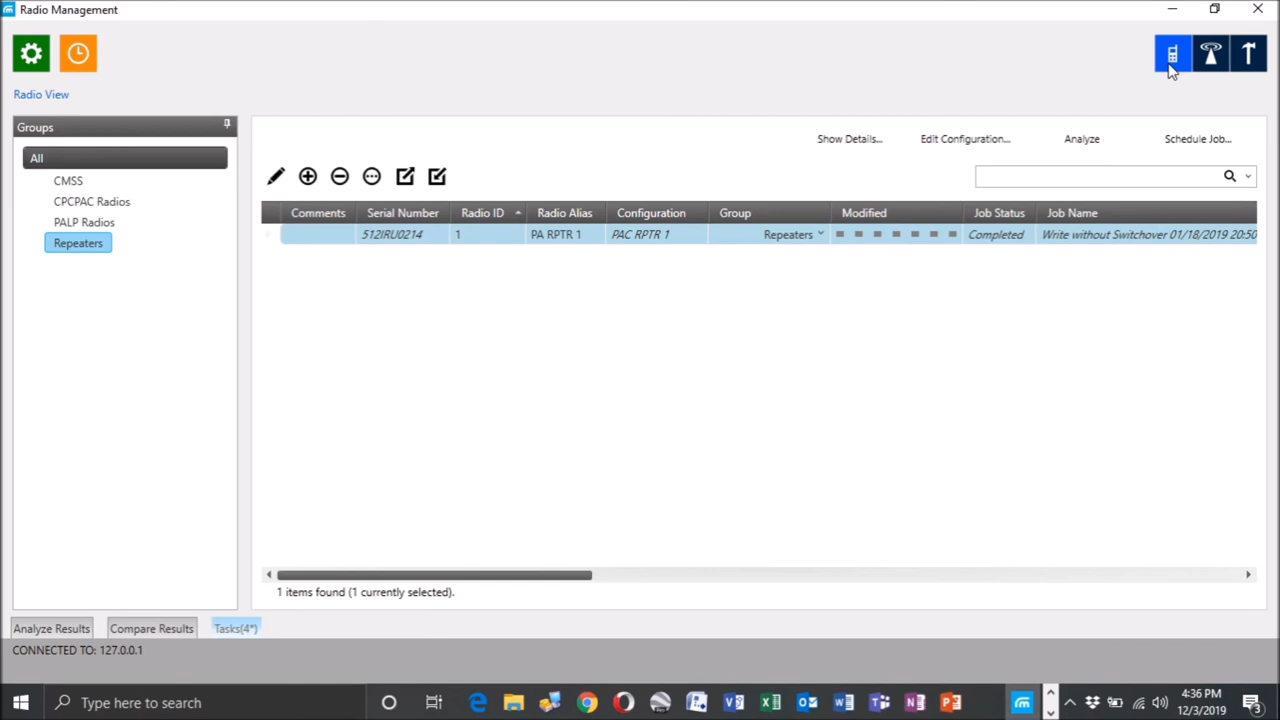 Radio Management
Radio View
Groups
All
CMSS
CPCPAC Radios
PALP Radios
Repeaters
Show Details... Edit Configuration... Analyze Schedule Job...
Comments Serial Number Radio ID Radio Alias Configuration Group Modified Job Status Job Name
512IRU0214 1 PA RPTR 1 PAC RPTR 1 Repeaters Completed Write without Switchover 01/18/2019 20:50
1 items found (1 currently selected).
Analyze Results Compare Results Tasks(4*)
CONNECTED TO: 127.0.0.1
Type here to search
4:36 PM
12/3/2019
3